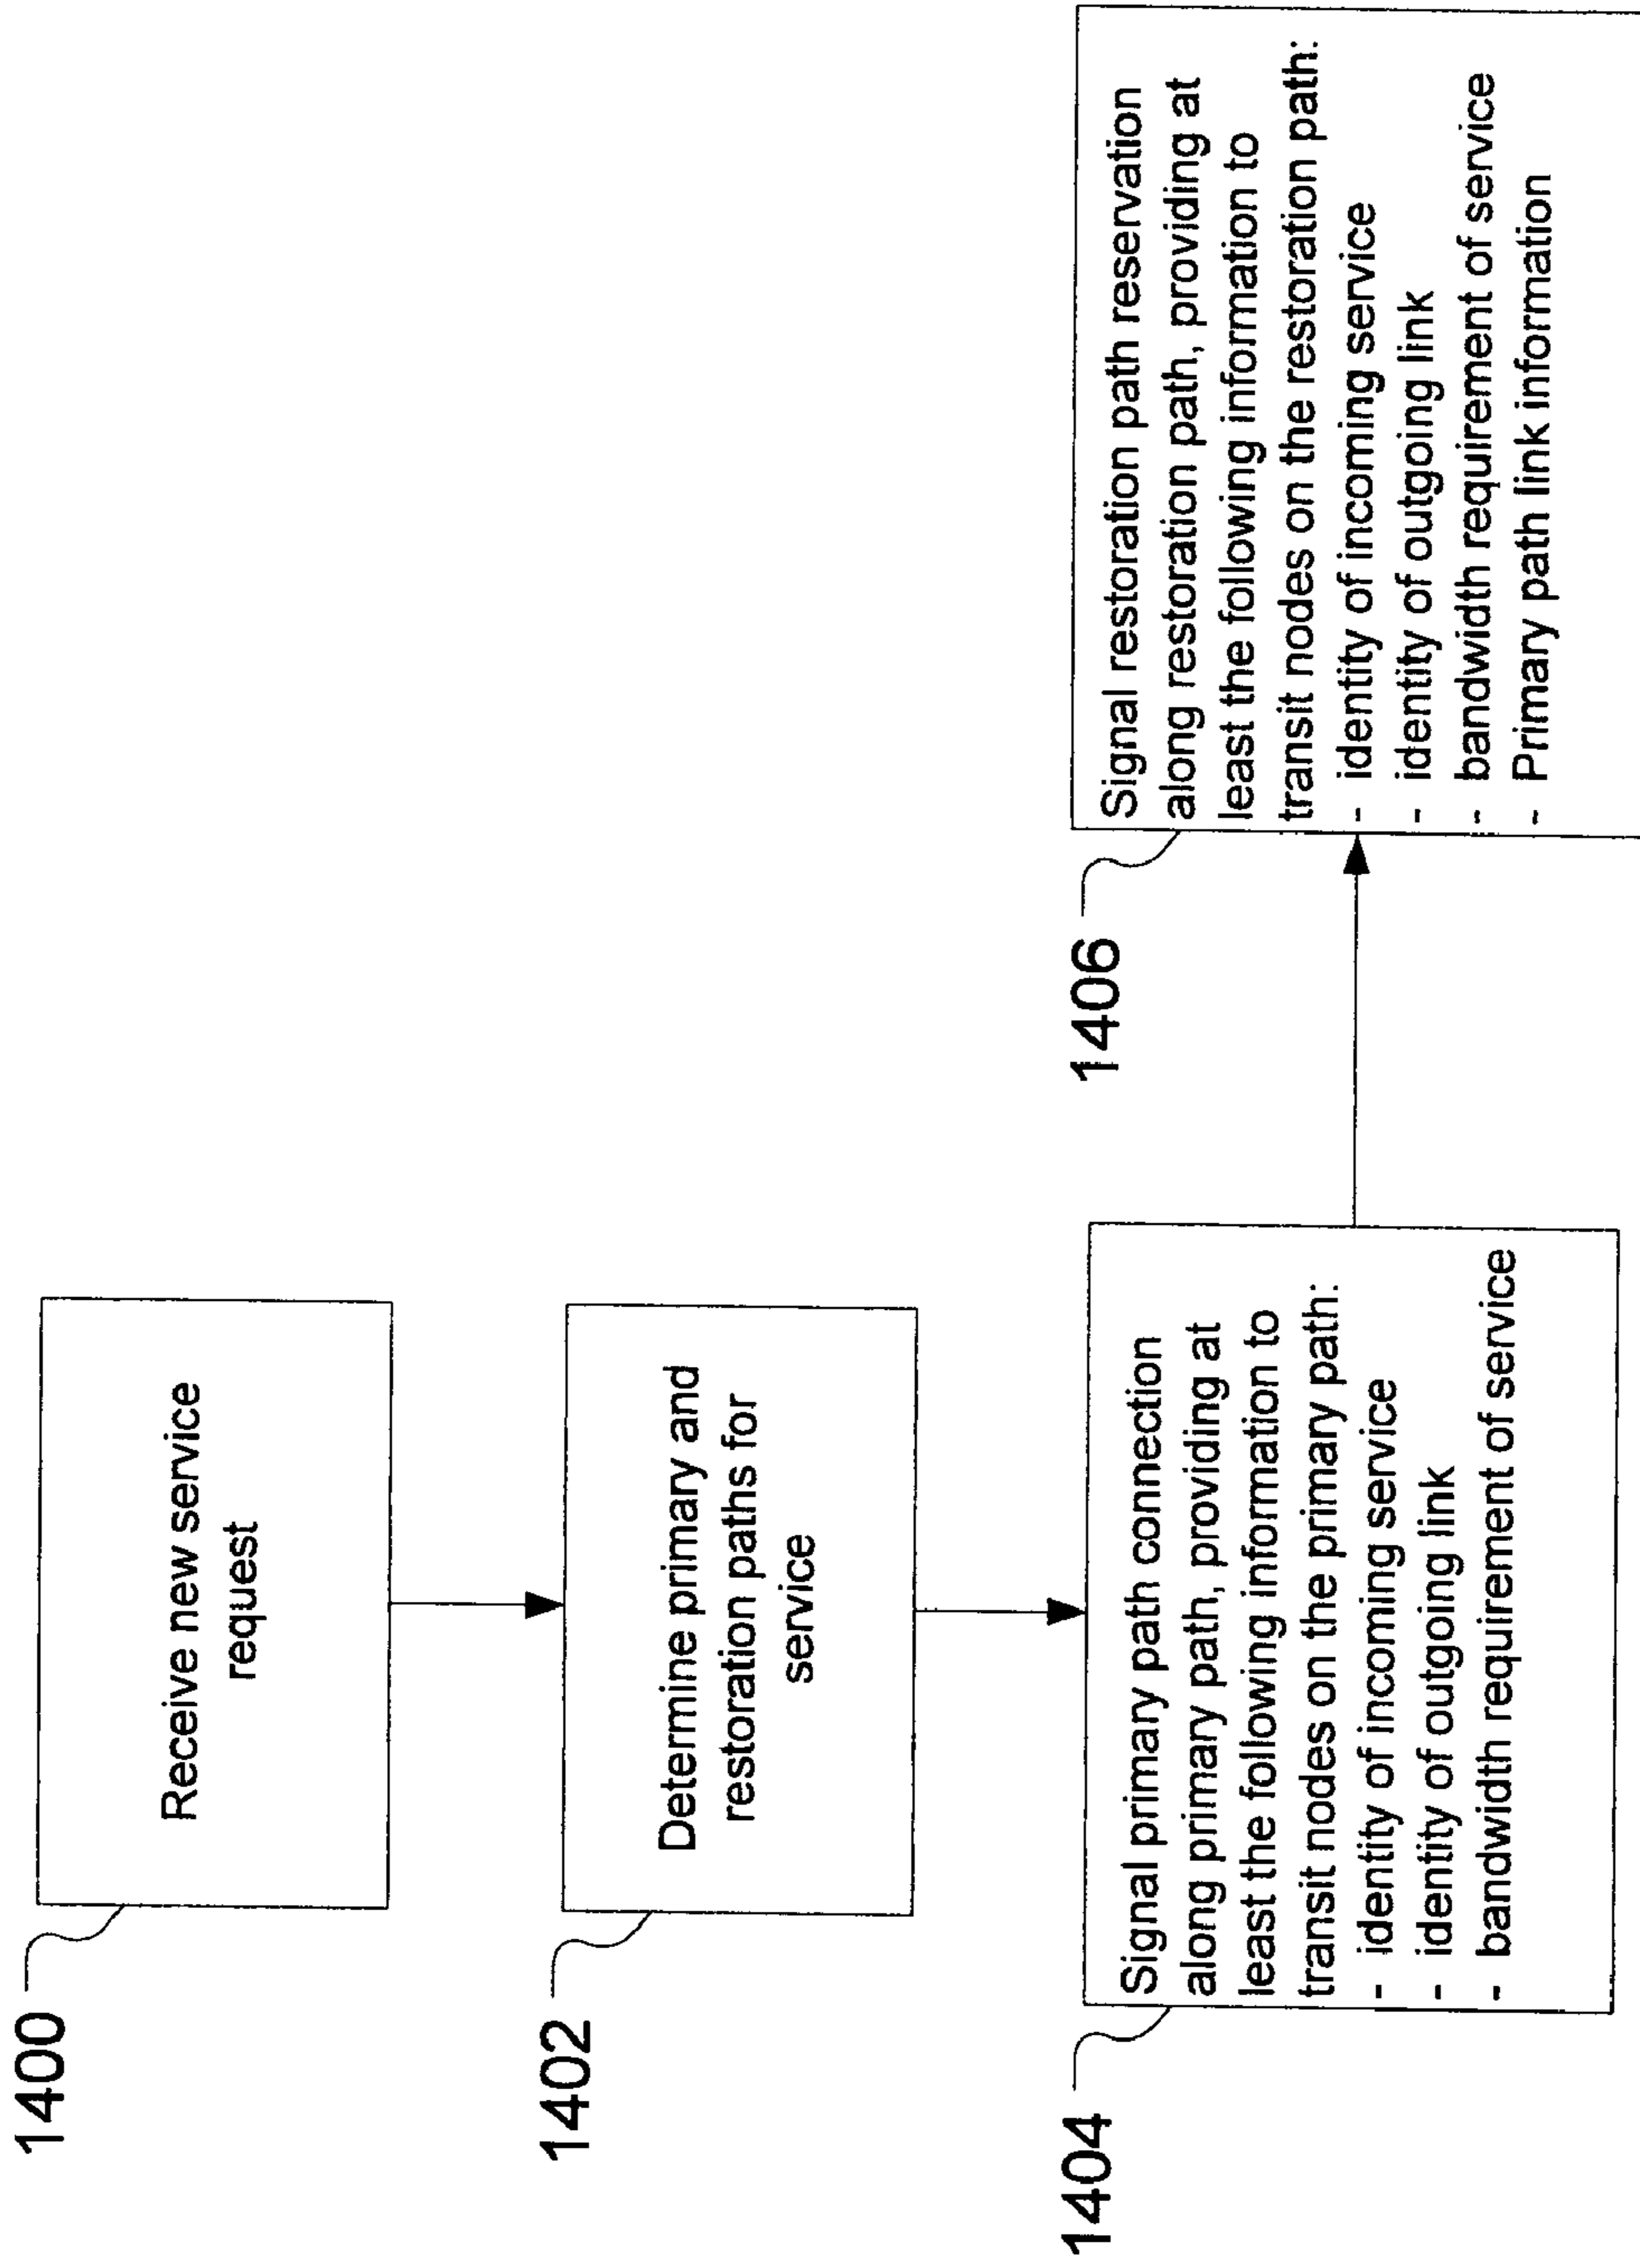 1400
Receive new service
request
1402
Determine primary and
restoration paths for
service
1404
Signal primary path connection
along primary path, providing at
least the following information to
transit nodes on the primary path:
- identity of incoming service
- identity of outgoing link
- bandwidth requirement of service
1406
Signal restoration path reservation
along restoration path, providing at
least the following information to
transit nodes on the restoration path:
- identity of incoming service
- identity of outgoing link
- bandwidth requirement of service
- Primary path link information